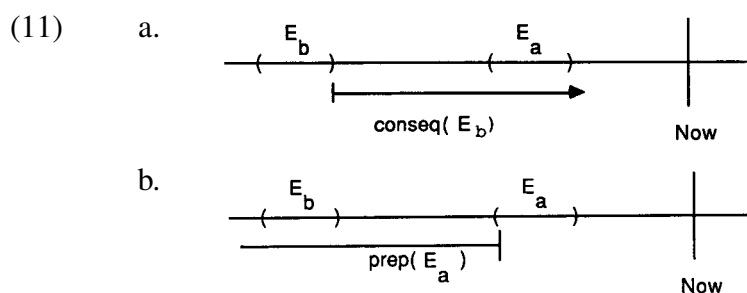 (11) a. E_b E_a
conseq( E_b )
Now
b. E_b E_a
prep( E_a )
Now